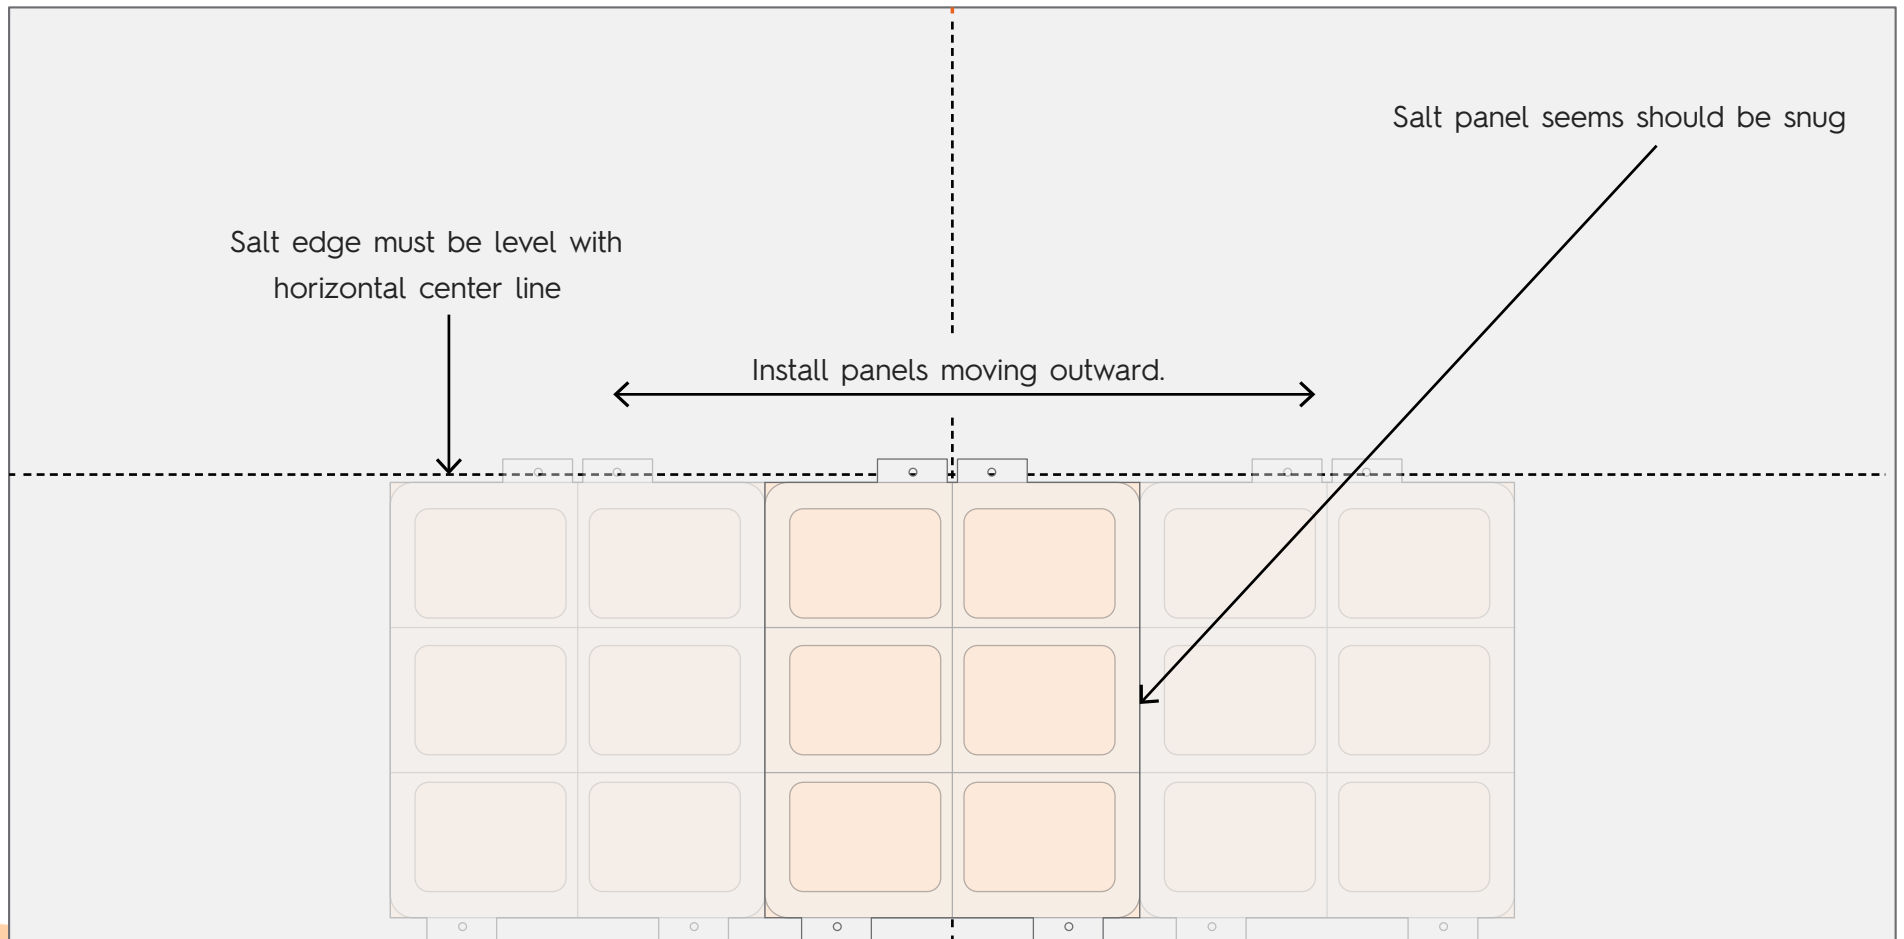 Salt panel seems should be snug
Salt edge must be level with
horizontal center line
Install panels moving outward.